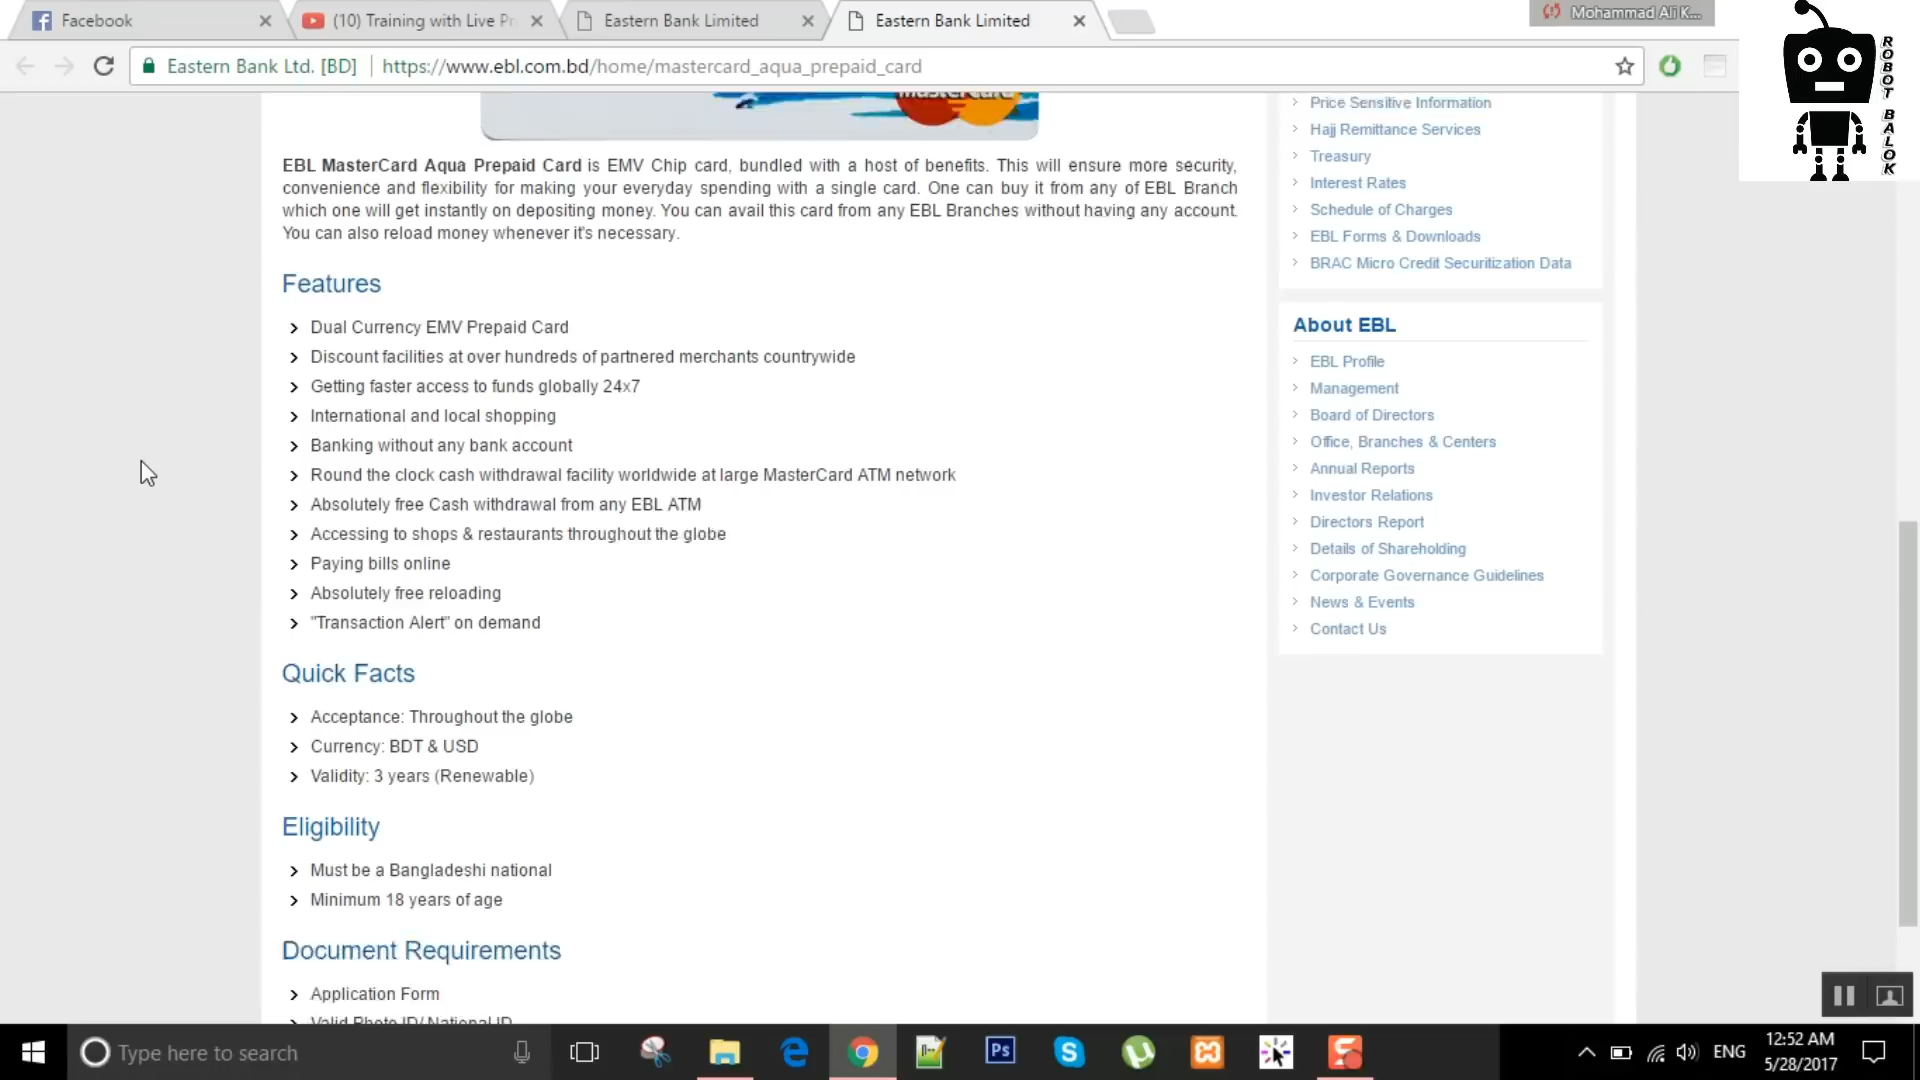 Facebook
(10) Training with Live Pr
Eastern Bank Limited
Eastern Bank Limited
Mohammad Ali K...
Eastern Bank Ltd. [BD]
https://www.ebl.com.bd/home/mastercard_aqua_prepaid_card
ROBOT BALOK
MasterCard
EBL MasterCard Aqua Prepaid Card is EMV Chip card, bundled with a host of benefits. This will ensure more security,
convenience and flexibility for making your everyday spending with a single card. One can buy it from any of EBL Branch
which one will get instantly on depositing money. You can avail this card from any EBL Branches without having any account.
You can also reload money whenever it's necessary.
Features
Dual Currency EMV Prepaid Card
Discount facilities at over hundreds of partnered merchants countrywide
Getting faster access to funds globally 24x7
International and local shopping
Banking without any bank account
Round the clock cash withdrawal facility worldwide at large MasterCard ATM network
Absolutely free Cash withdrawal from any EBL ATM
Accessing to shops & restaurants throughout the globe
Paying bills online
Absolutely free reloading
"Transaction Alert" on demand
Quick Facts
Acceptance: Throughout the globe
Currency: BDT & USD
Validity: 3 years (Renewable)
Eligibility
Must be a Bangladeshi national
Minimum 18 years of age
Document Requirements
Application Form
Valid Photo ID/ National ID
Price Sensitive Information
Hajj Remittance Services
Treasury
Interest Rates
Schedule of Charges
EBL Forms & Downloads
BRAC Micro Credit Securitization Data
About EBL
EBL Profile
Management
Board of Directors
Office, Branches & Centers
Annual Reports
Investor Relations
Directors Report
Details of Shareholding
Corporate Governance Guidelines
News & Events
Contact Us
Type here to search
Ps
ENG
12:52 AM
5/28/2017